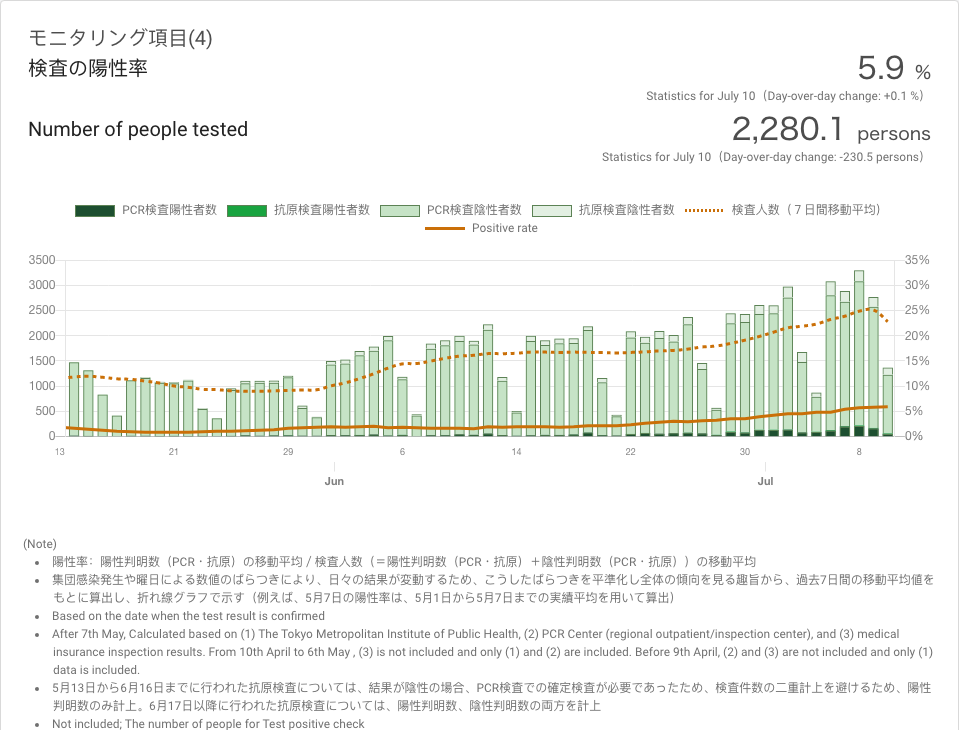 モニタリング項目(4)
検査の陽性率
5.9 %
Statistics for July 10（Day-over-day change: +0.1 %）
Number of people tested
2,280.1 persons
Statistics for July 10（Day-over-day change: -230.5 persons）
PCR検査陽性者数 抗原検査陽性者数 PCR検査陰性者数 抗原検査陰性者数 検査人数（７日間移動平均）
Positive rate
3500 35%
3000 30%
2500 25%
2000 20%
1500 15%
1000 10%
500 5%
0 0%
13 21 29 6 14 22 30 8
Jun Jul
(Note)
陽性率：陽性判明数（PCR・抗原）の移動平均 / 検査人数（＝陽性判明数（PCR・抗原）＋陰性判明数（PCR・抗原））の移動平均
集団感染発生や曜日による数値のばらつきにより、日々の結果が変動するため、こうしたばらつきを平準化し全体の傾向を見る趣旨から、過去7日間の移動平均値を
もとに算出し、折れ線グラフで示す（例えば、5月7日の陽性率は、5月1日から5月7日までの実績平均を用いて算出）
Based on the date when the test result is confirmed
After 7th May, Calculated based on (1) The Tokyo Metropolitan Institute of Public Health, (2) PCR Center (regional outpatient/inspection center), and (3) medical
insurance inspection results. From 10th April to 6th May , (3) is not included and only (1) and (2) are included. Before 9th April, (2) and (3) are not included and only (1)
data is included.
5月13日から6月16日までに行われた抗原検査については、結果が陰性の場合、PCR検査での確定検査が必要であったため、検査件数の二重計上を避けるため、陽性
判明数のみ計上。6月17日以降に行われた抗原検査については、陽性判明数、陰性判明数の両方を計上
Not included; The number of people for Test positive check